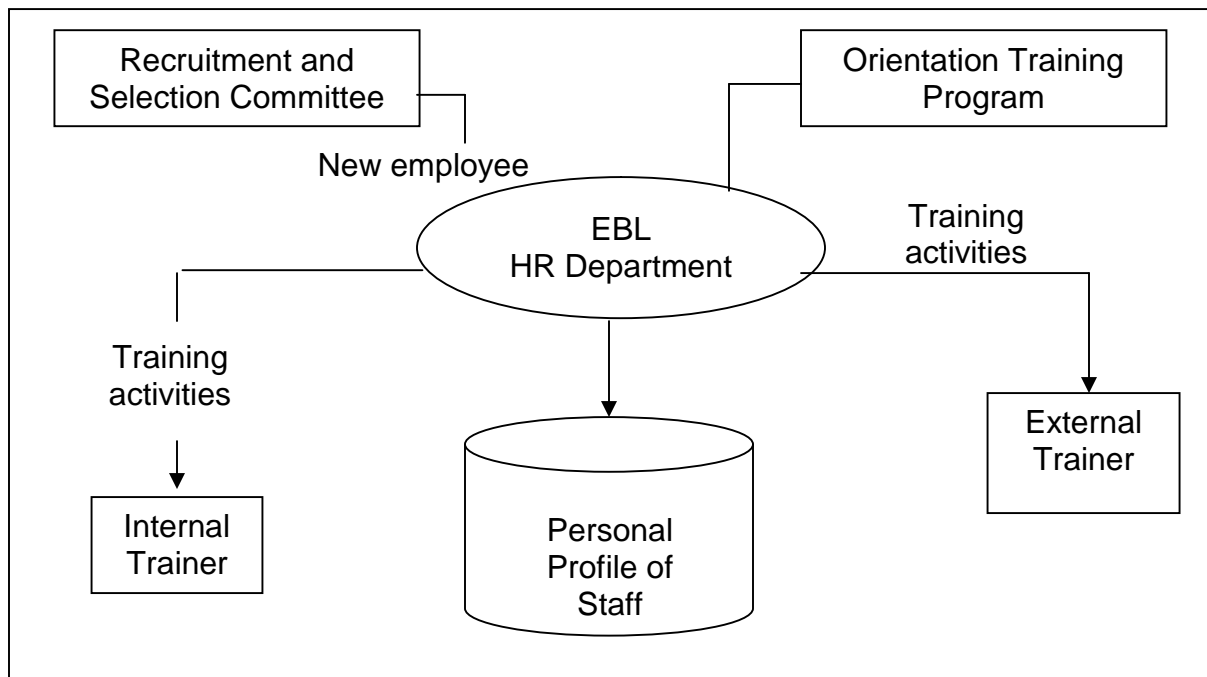 Recruitment and
Selection Committee
Orientation Training
Program
New employee
EBL
HR Department
Training
activities
Training
activities
Internal
Trainer
Personal
Profile of
Staff
External
Trainer